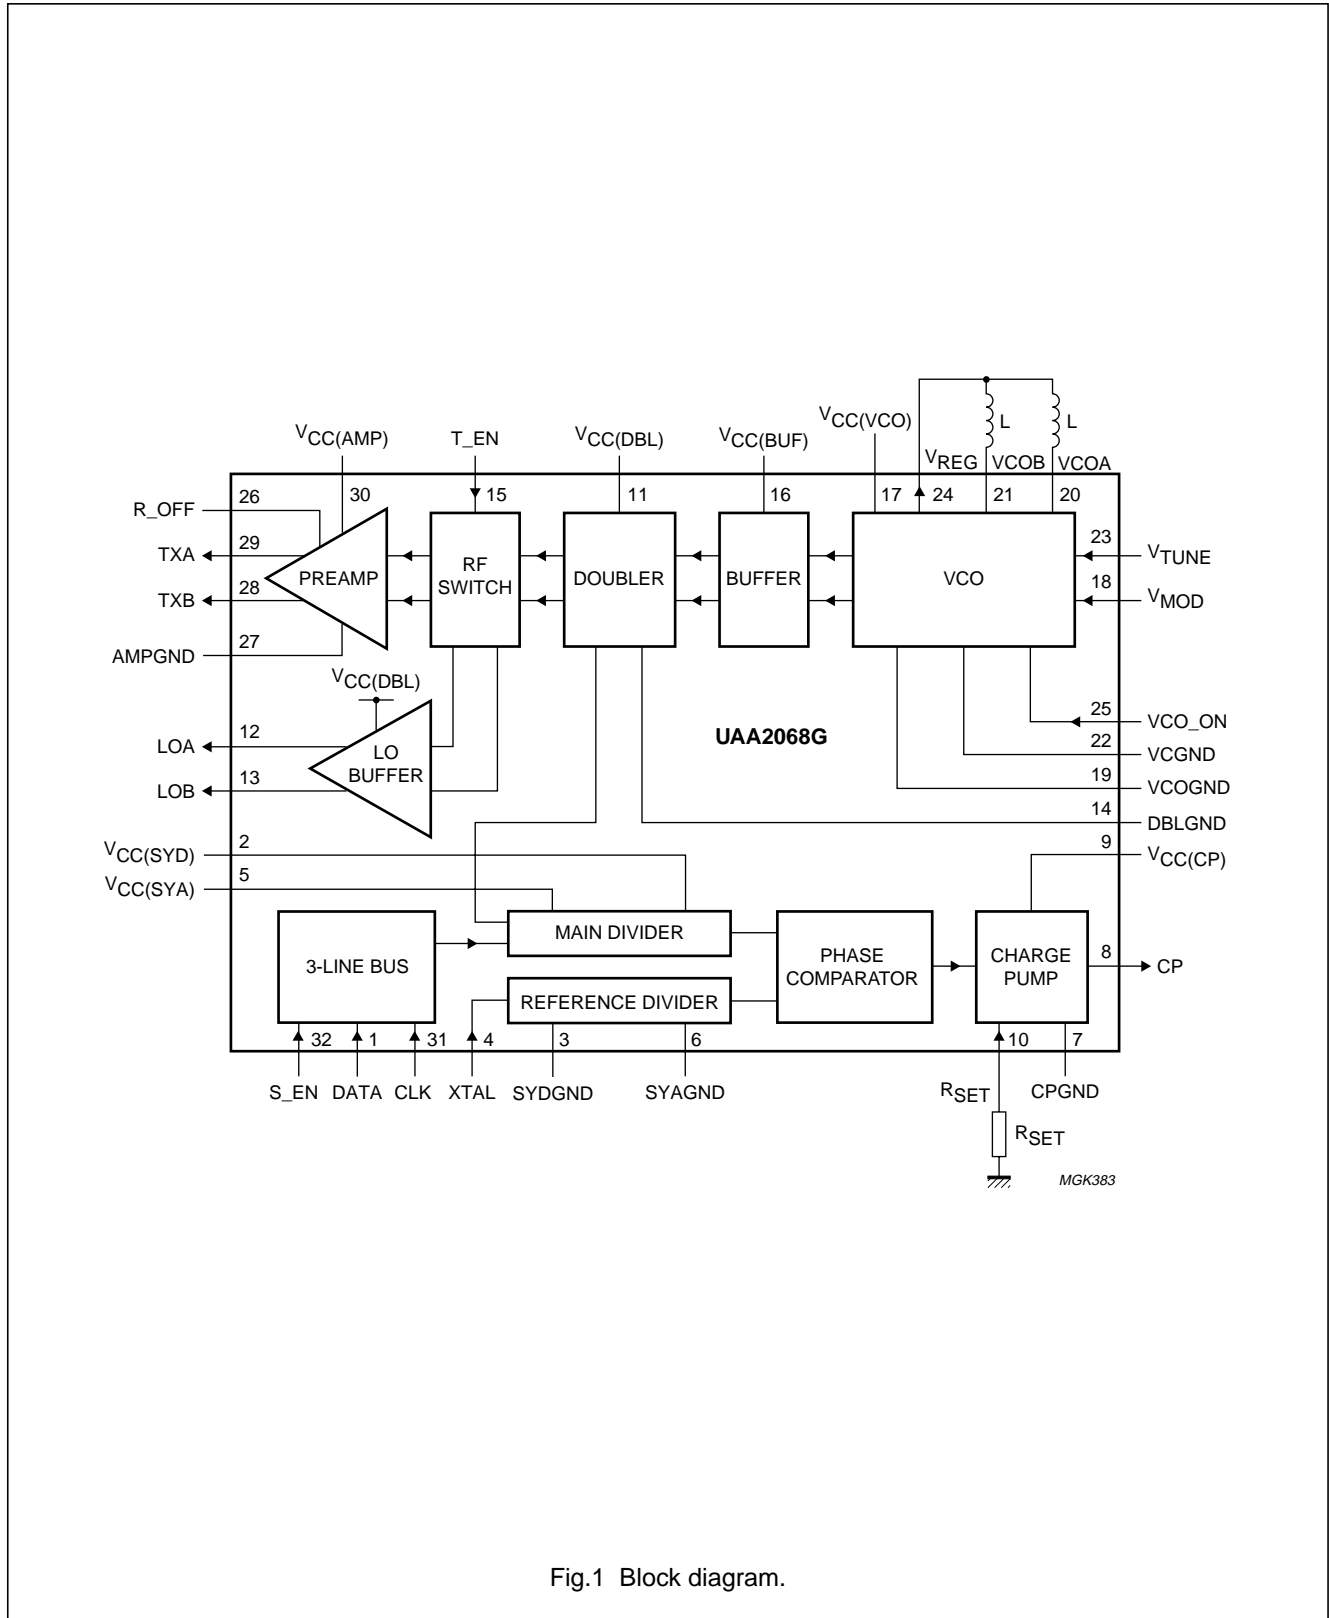 VCC(AMP)
T_EN
VCC(DBL)
VCC(BUF)
VCC(VCO)
L
L
VREG
VCOB
VCOA
R_OFF
26
30
15
11
16
17
24
21
20
TXA
29
TXB
28
AMPGND
27
PREAMP
RF
SWITCH
DOUBLER
BUFFER
VCO
23
VTUNE
18
VMOD
VCC(DBL)
LOA
12
LOB
13
LO
BUFFER
UAA2068G
25
VCO_ON
22
VCGND
19
VCOGND
14
DBLGND
VCC(SYD)
2
VCC(SYA)
5
9
VCC(CP)
3-LINE BUS
MAIN DIVIDER
REFERENCE DIVIDER
PHASE
COMPARATOR
CHARGE
PUMP
8
CP
32
1
31
4
3
6
10
7
S_EN
DATA
CLK
XTAL
SYDGND
SYAGND
RSET
CPGND
RSET
MGK383
Fig.1 Block diagram.